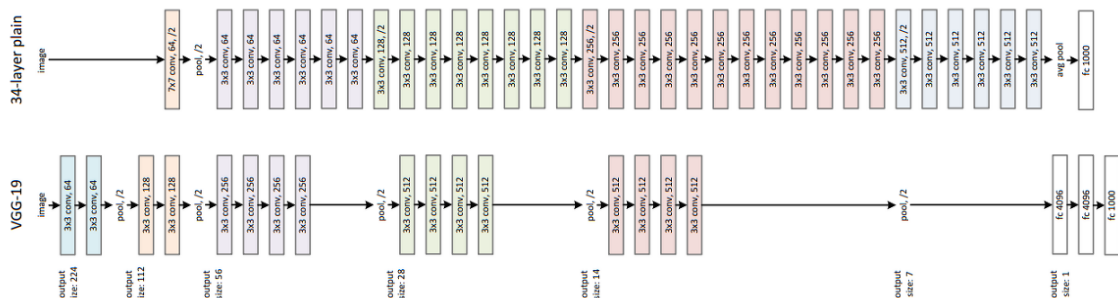 34-layer plain
image
7x7 conv, 64, /2
pool, /2
3x3 conv, 64
3x3 conv, 64
3x3 conv, 64
3x3 conv, 64
3x3 conv, 64
3x3 conv, 64
3x3 conv, 128, /2
3x3 conv, 128
3x3 conv, 128
3x3 conv, 128
3x3 conv, 128
3x3 conv, 128
3x3 conv, 128
3x3 conv, 128
3x3 conv, 256, /2
3x3 conv, 256
3x3 conv, 256
3x3 conv, 256
3x3 conv, 256
3x3 conv, 256
3x3 conv, 256
3x3 conv, 256
3x3 conv, 256
3x3 conv, 256
3x3 conv, 256
3x3 conv, 256
3x3 conv, 512, /2
3x3 conv, 512
3x3 conv, 512
3x3 conv, 512
3x3 conv, 512
3x3 conv, 512
avg pool
fc 1000
VGG-19
image
3x3 conv, 64
3x3 conv, 64
pool, /2
3x3 conv, 128
3x3 conv, 128
pool, /2
3x3 conv, 256
3x3 conv, 256
3x3 conv, 256
3x3 conv, 256
pool, /2
3x3 conv, 512
3x3 conv, 512
3x3 conv, 512
3x3 conv, 512
pool, /2
3x3 conv, 512
3x3 conv, 512
3x3 conv, 512
3x3 conv, 512
pool, /2
fc 4096
fc 4096
fc 1000
output
size: 224
output
size: 112
output
size: 56
output
size: 28
output
size: 14
output
size: 7
output
size: 1